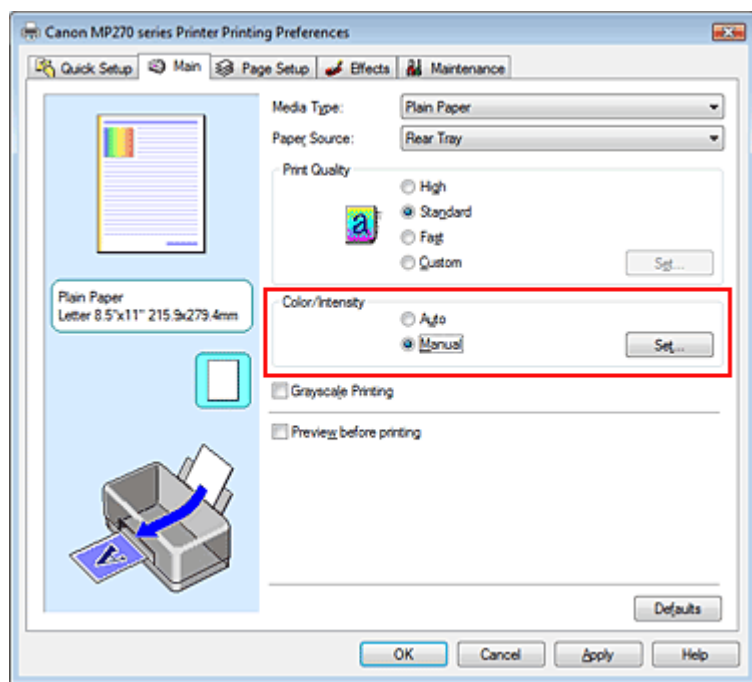 Canon MP270 series Printer Printing Preferences
Quick Setup Main Page Setup Effects Maintenance
Media Type: Plain Paper
Paper Source: Rear Tray
Print Quality
High
a Standard
Fast
Custom Set...
Plain Paper
Letter 8.5"x11" 215.9x279.4mm
Color/Intensity
Auto
Manual Set...
Grayscale Printing
Preview before printing
A
Defaults
OK Cancel Apply Help